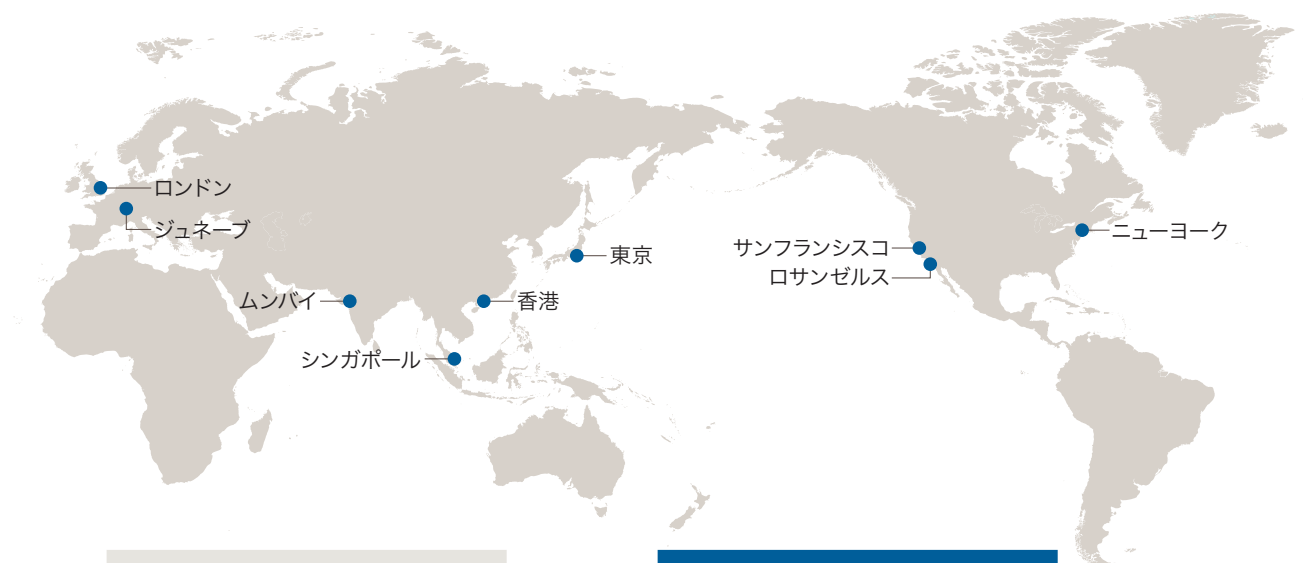 ロンドン
ジュネーブ
東京
ムンバイ
香港
シンガポール
サンフランシスコ
ロサンゼルス
ニューヨーク